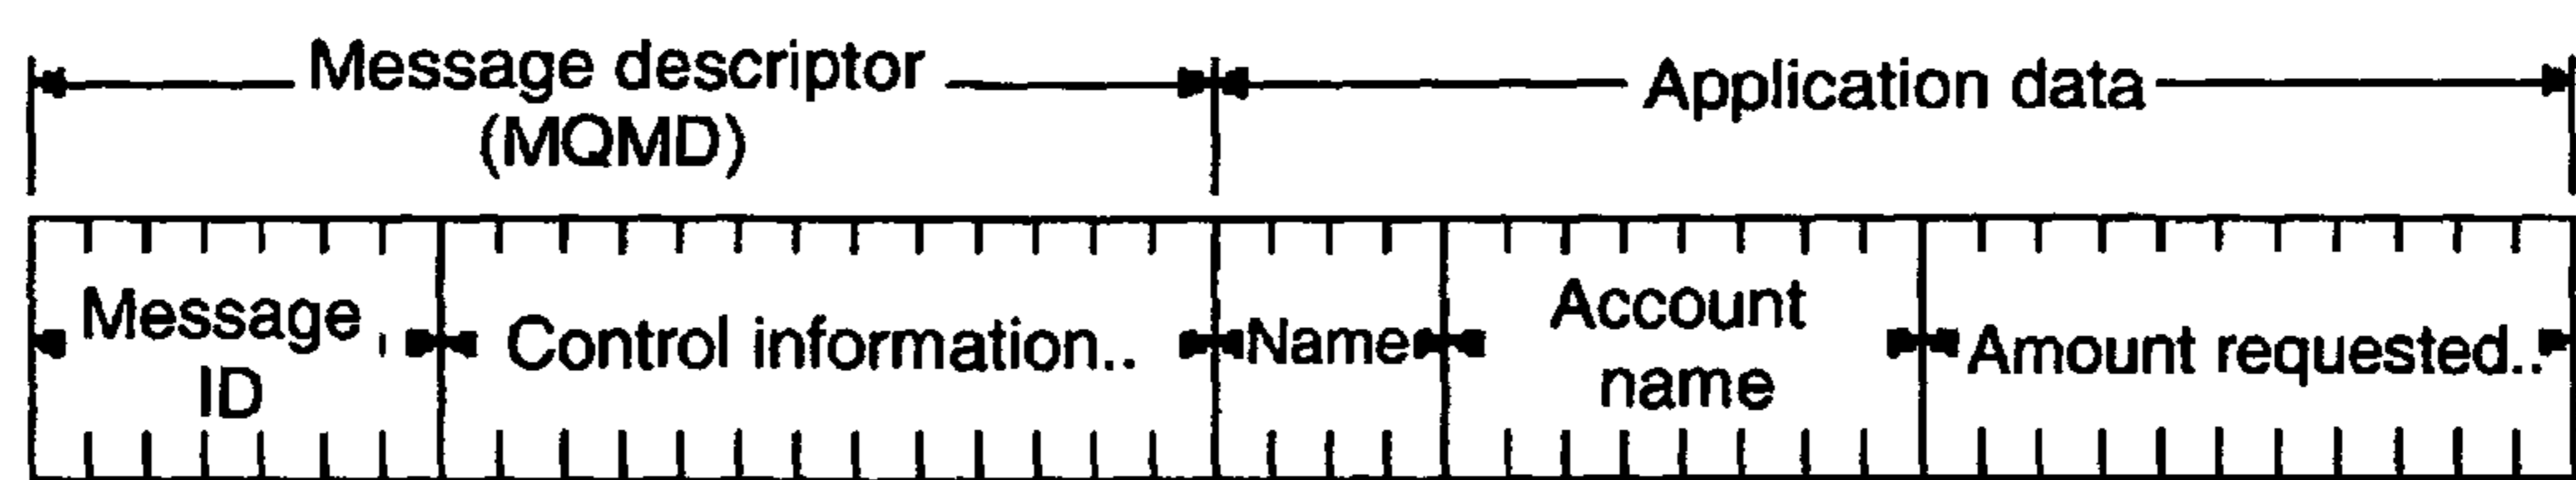 Message descriptor
(MQMD)
Application data
Message
ID
Control information..
Name
Account
name
Amount requested..